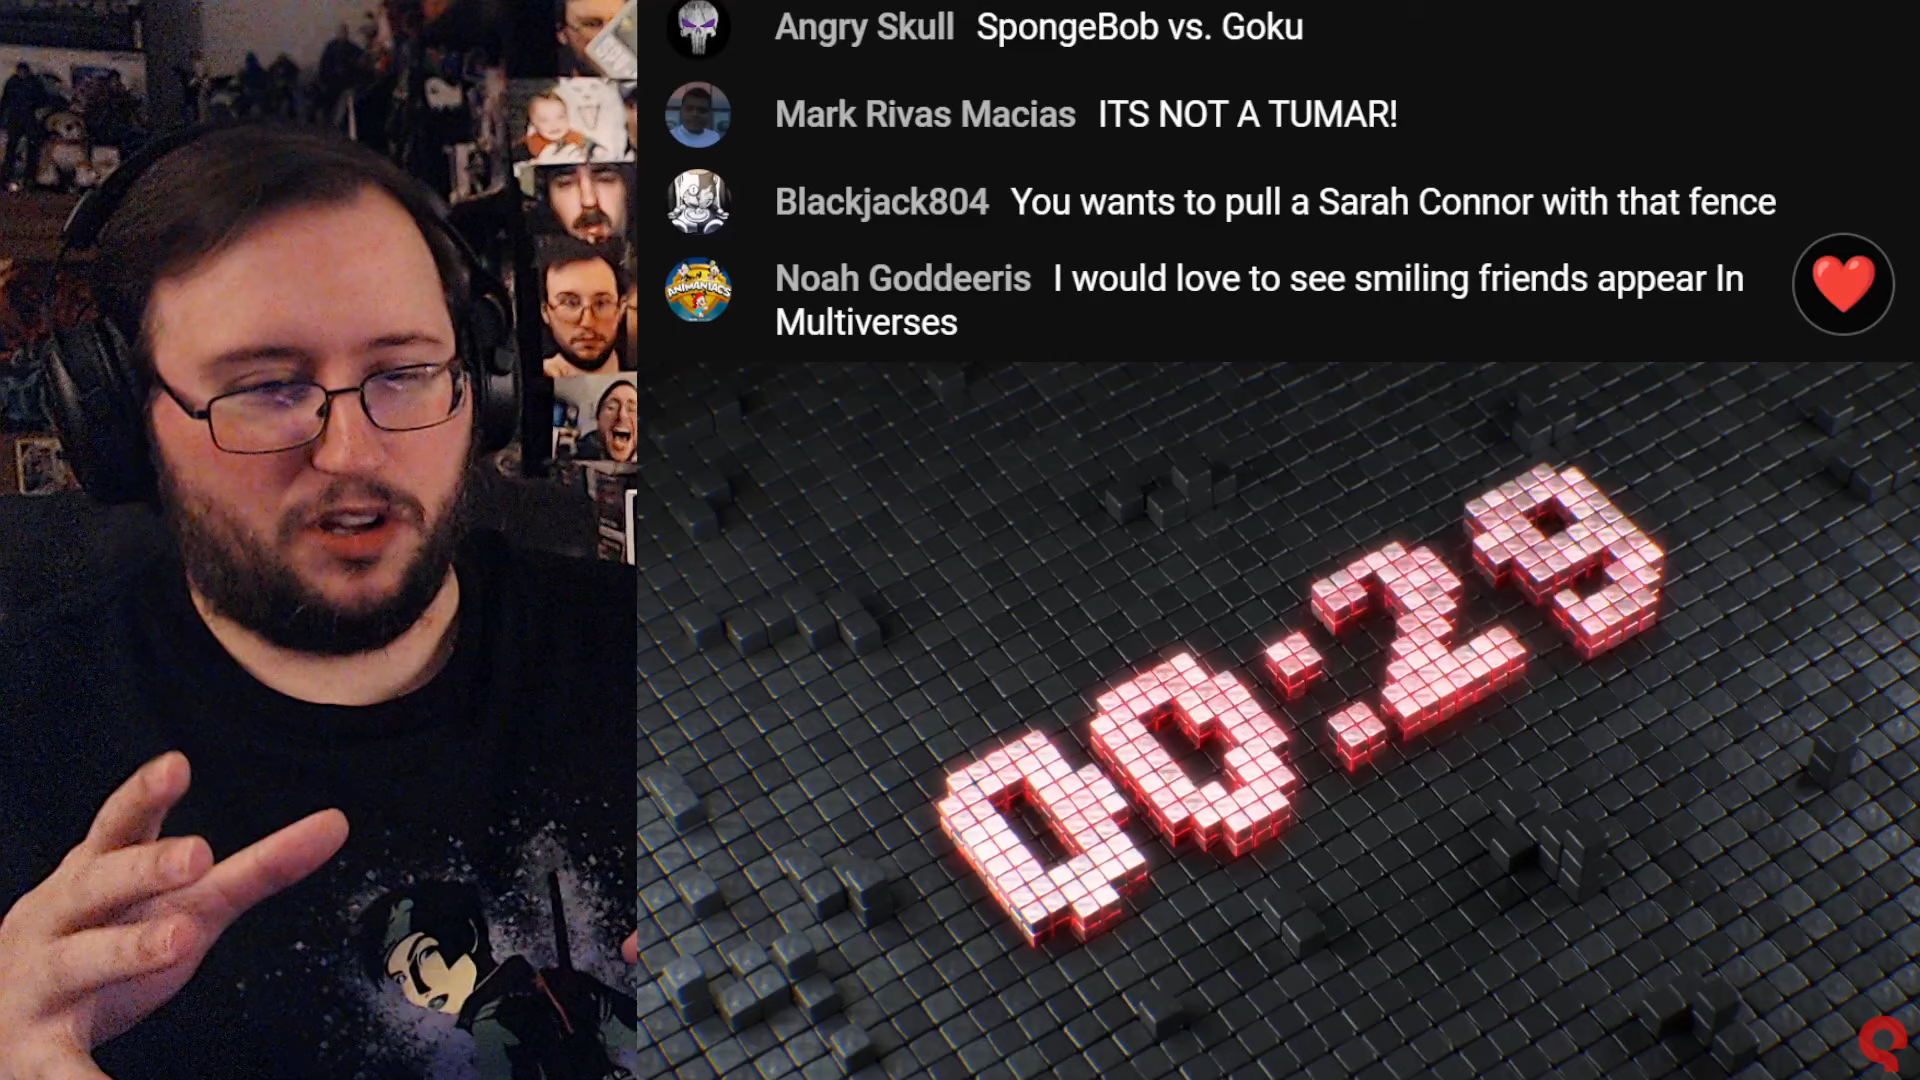 Angry Skull SpongeBob vs. Goku
Mark Rivas Macias ITS NOT A TUMAR!
Blackjack804 You wants to pull a Sarah Connor with that fence
ANIMANIACS
Noah Goddeeris I would love to see smiling friends appear In
Multiverses
00:29